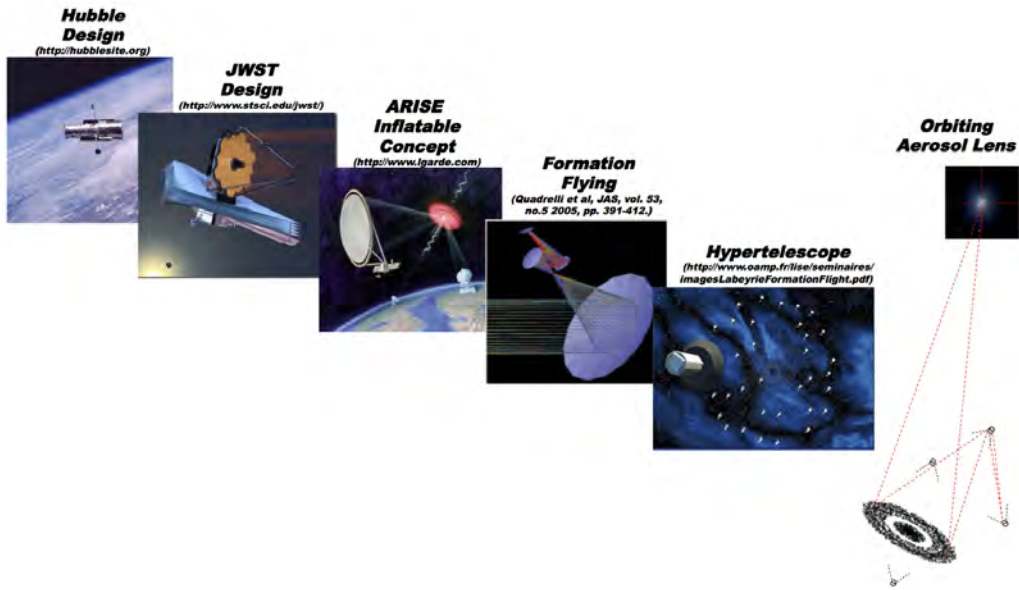 Hubble
Design
(http://hubblesite.org)
JWST
Design
(http://www.stsci.edu/jwst/)
ARISE
Inflatable
Concept
(http://www.lgarde.com)
Formation
Flying
(Quadrelli et al, JAS, vol. 53,
no.5 2005, pp. 391-412.)
Hypertelescope
(http://www.oamp.fr/lise/seminaires/
imagesLabeyrieFormationFlight.pdf)
Orbiting
Aerosol Lens